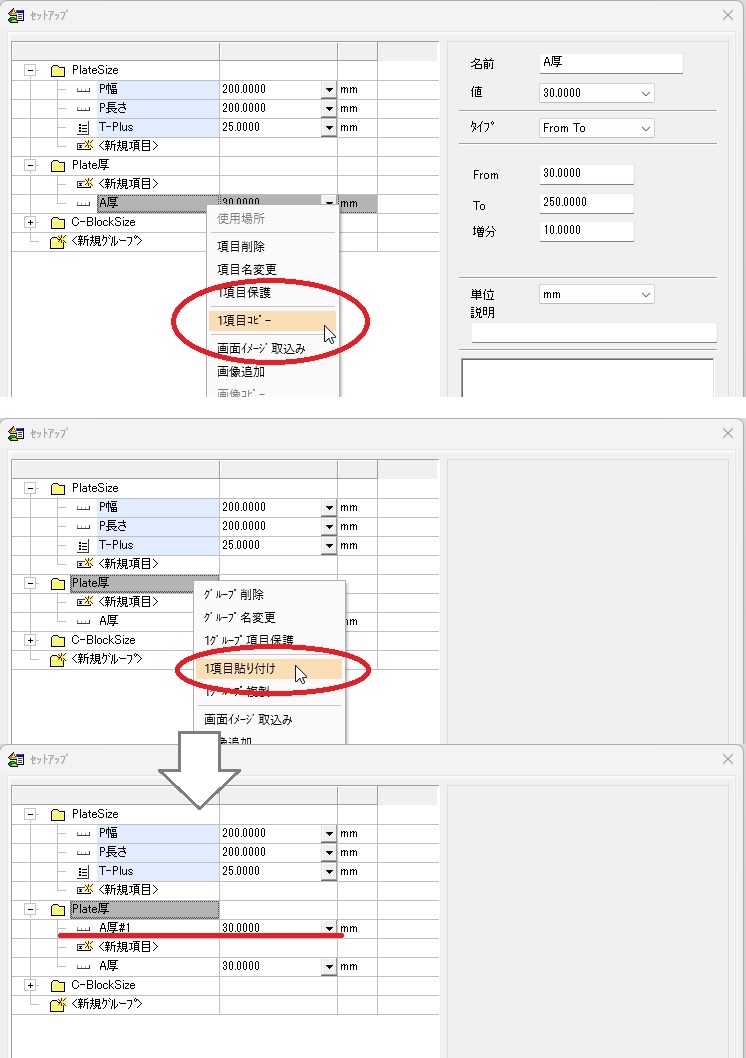 ｾｯﾄｱｯﾌﾟ
PlateSize
P幅 200.0000 mm
P長さ 200.0000 mm
T-Plus 25.0000 mm
<新規項目>
Plate厚
<新規項目>
A厚 30.0000 mm
C-BlockSize
<新規ｸﾞﾙｰﾌﾟ>
使用場所
項目削除
項目名変更
1項目保護
1項目ｺﾋﾟｰ
画面ｲﾒｰｼﾞ取込み
画像追加
画像ｺﾋﾟｰ
名前 A厚
値 30.0000
ﾀｲﾌﾟ From To
From 30.0000
To 250.0000
増分 10.0000
単位 mm
説明
ｾｯﾄｱｯﾌﾟ
PlateSize
P幅 200.0000 mm
P長さ 200.0000 mm
T-Plus 25.0000 mm
<新規項目>
Plate厚
<新規項目>
A厚 mm
C-BlockSize
<新規ｸﾞﾙｰﾌﾟ>
ｸﾞﾙｰﾌﾟ削除
ｸﾞﾙｰﾌﾟ名変更
1ｸﾞﾙｰﾌﾟ項目保護
1項目貼り付け
1ｸﾞﾙｰﾌﾟ複製
画面ｲﾒｰｼﾞ取込み
像追加
ｾｯﾄｱｯﾌﾟ
PlateSize
P幅 200.0000 mm
P長さ 200.0000 mm
T-Plus 25.0000 mm
<新規項目>
Plate厚
A厚#1 30.0000 mm
<新規項目>
A厚 30.0000 mm
C-BlockSize
<新規ｸﾞﾙｰﾌﾟ>